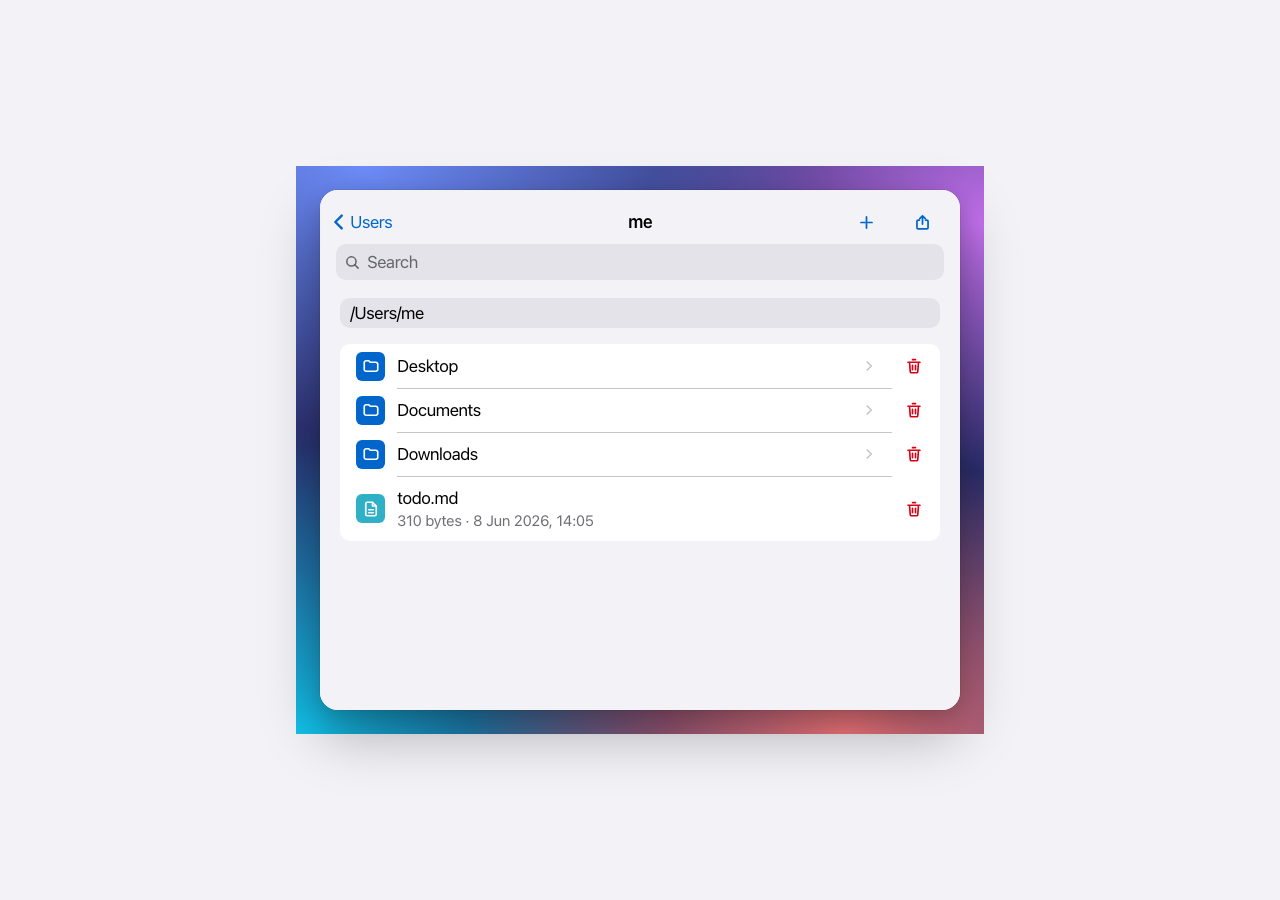 Users
me
Search
/Users/me
Desktop
Documents
Downloads
todo.md
310 bytes · 8 Jun 2026, 14:05